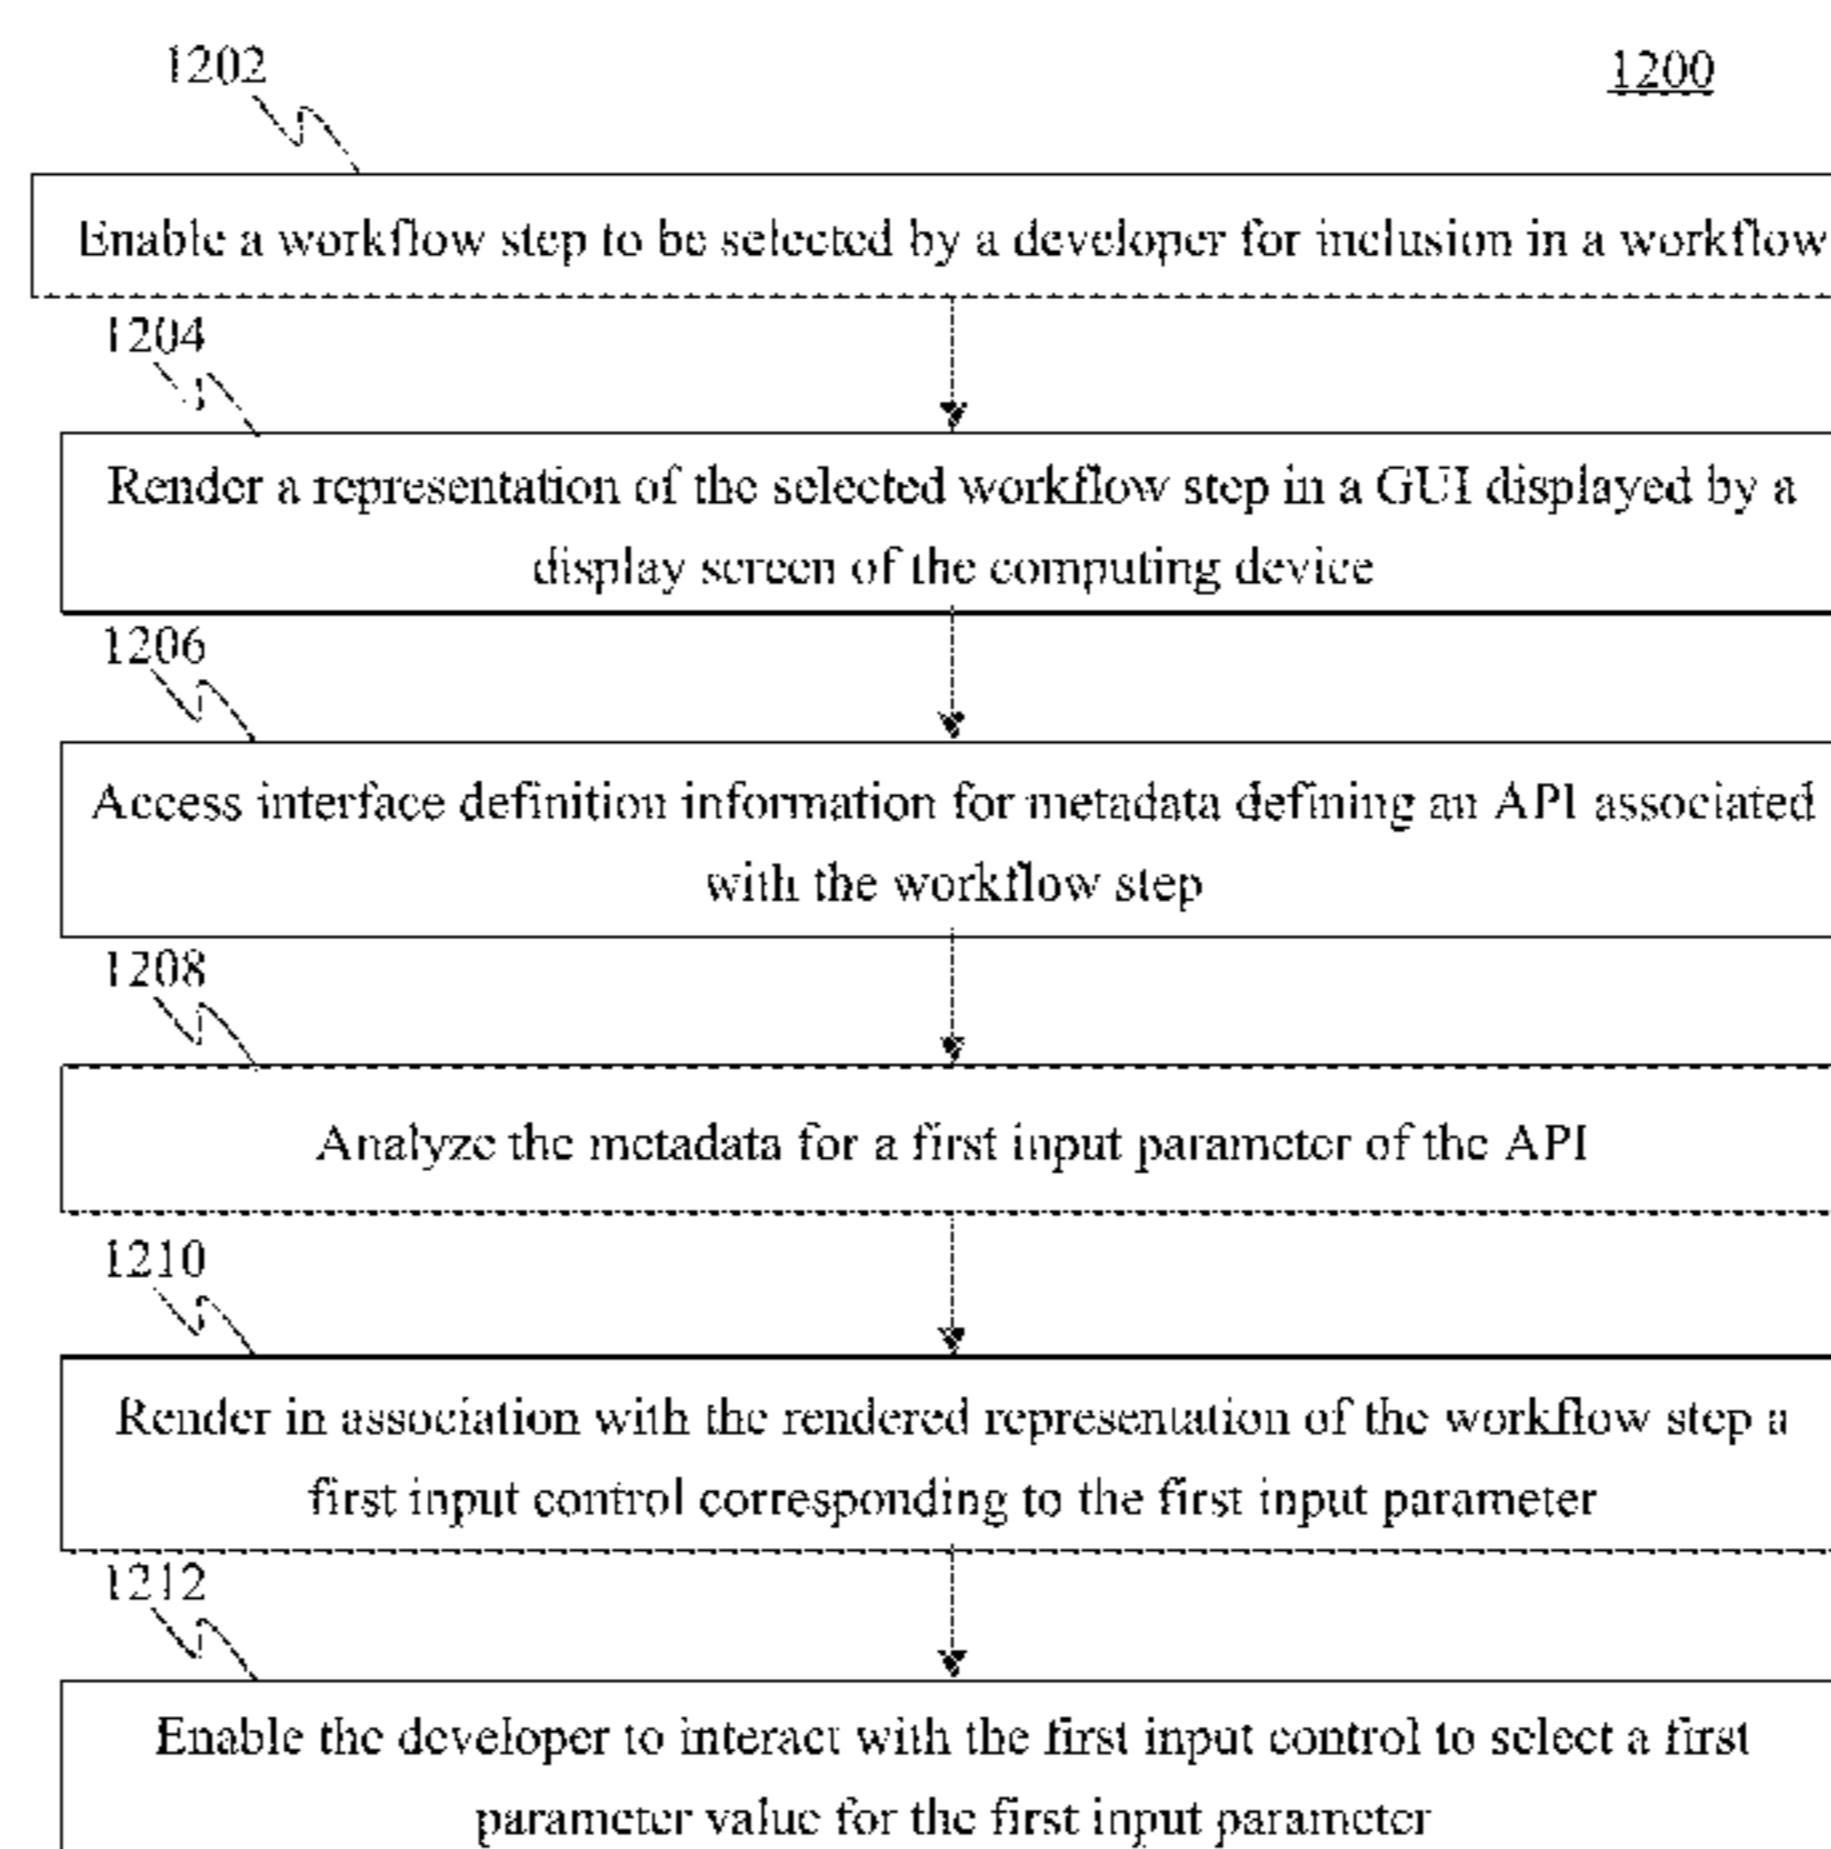 1202
1200
Enable a workflow step to be selected by a developer for inclusion in a workflow
1204
Render a representation of the selected workflow step in a GUI displayed by a
display screen of the computing device
1206
Access interface definition information for metadata defining an API associated
with the workflow step
1208
Analyze the metadata for a first input parameter of the API
1210
Render in association with the rendered representation of the workflow step a
first input control corresponding to the first input parameter
1212
Enable the developer to interact with the first input control to select a first
parameter value for the first input parameter